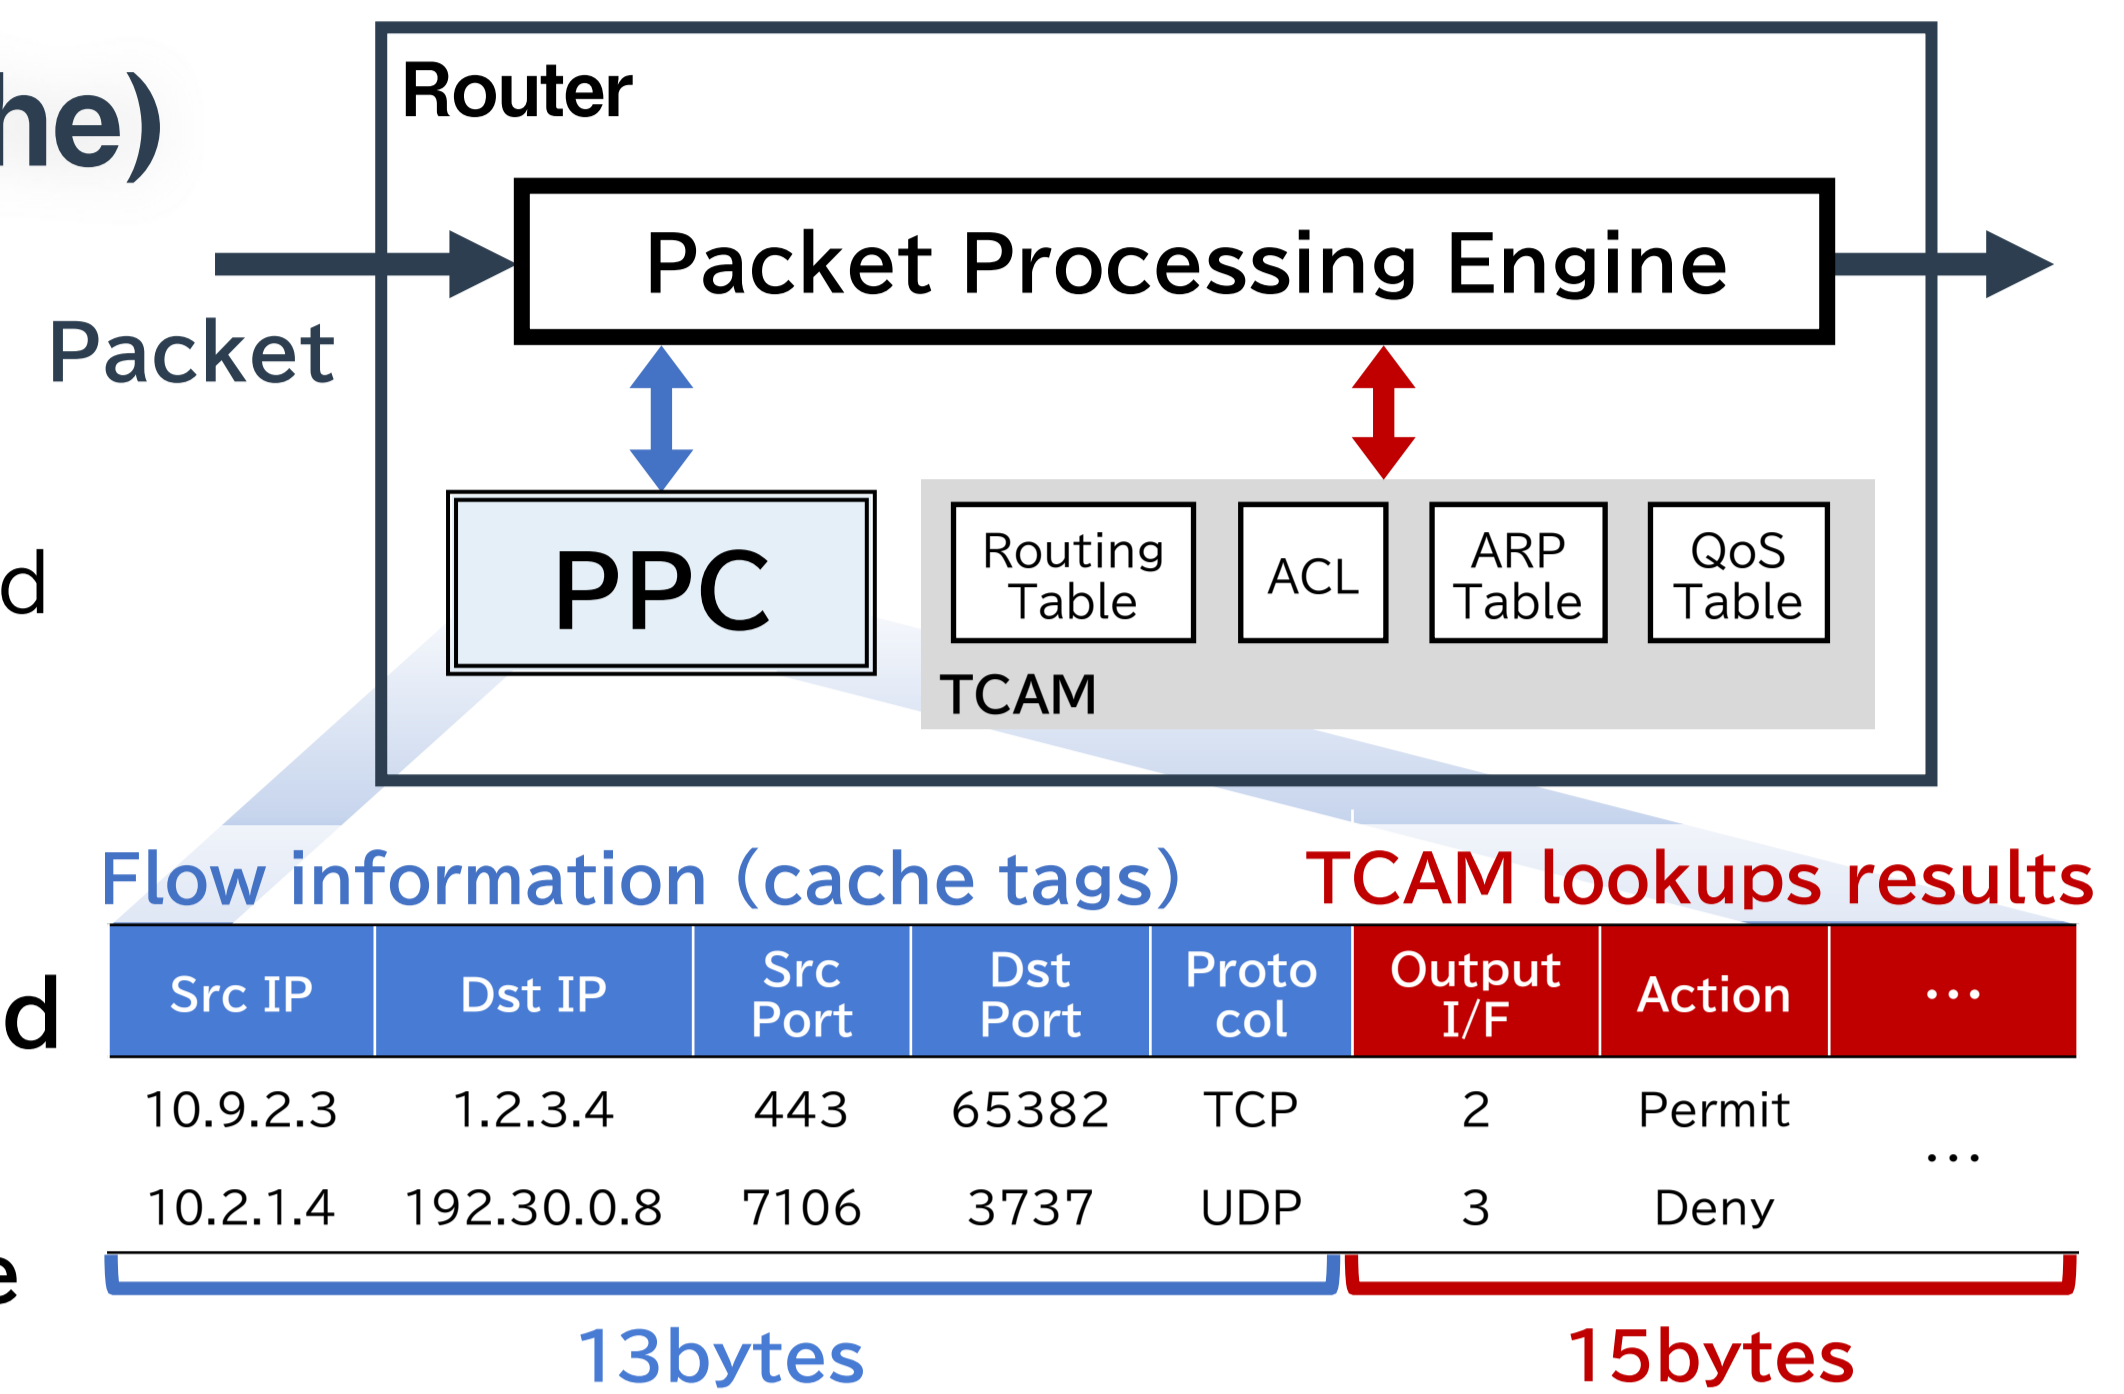 he)
Router
Packet Processing Engine
Packet
d
PPC
Routing
Table
ACL
ARP
Table
QoS
Table
TCAM
Flow information (cache tags)
TCAM lookups results
d
Src IP
Dst IP
Src
Port
Dst
Port
Proto
col
Output
I/F
Action
...
10.9.2.3 1.2.3.4 443 65382 TCP 2 Permit
...
10.2.1.4 192.30.0.8 7106 3737 UDP 3 Deny
e
13bytes
15bytes